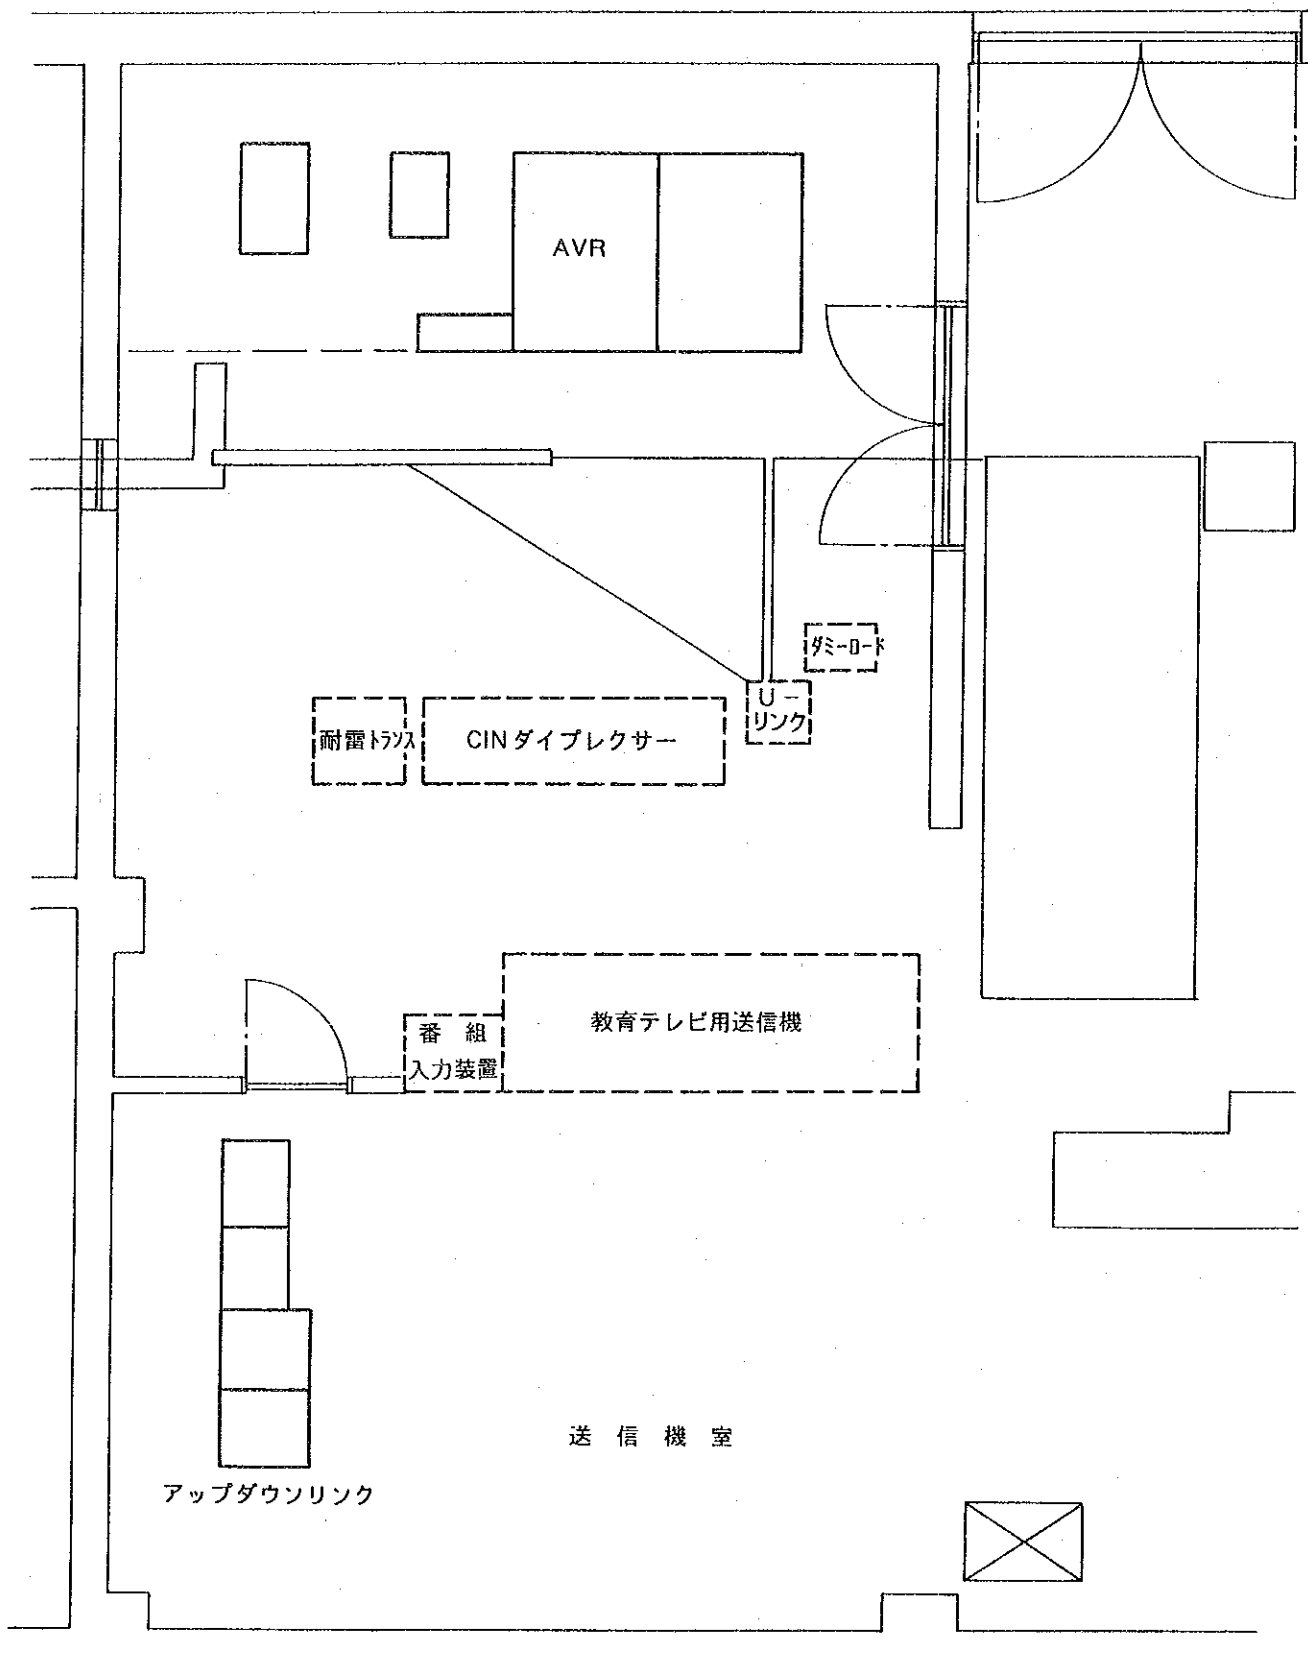 AVR
ダミーロード
U－
リンク
耐雷トランス
CINダイプレクサー
教育テレビ用送信機
番　組
入力装置
送　信　機　室
アップダウンリンク